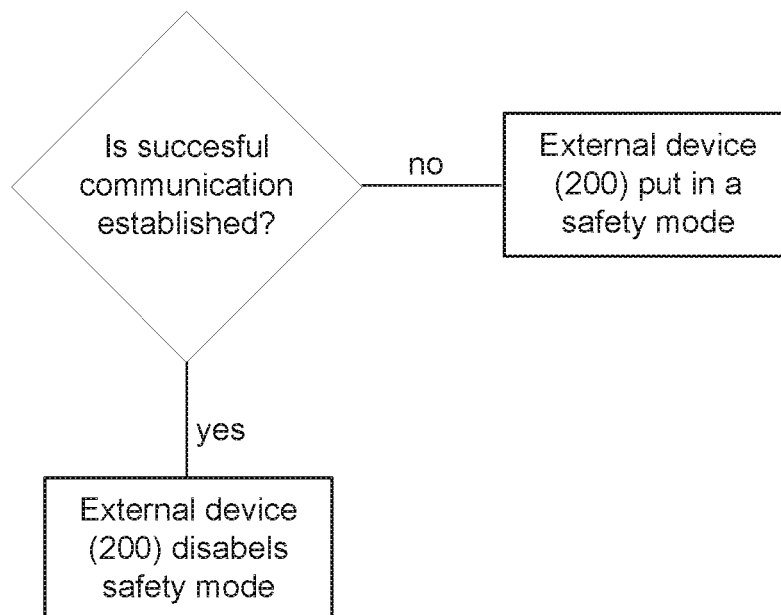 Is succesful
communication
established?
no
External device
(200) put in a
safety mode
yes
External device
(200) disabels
safety mode